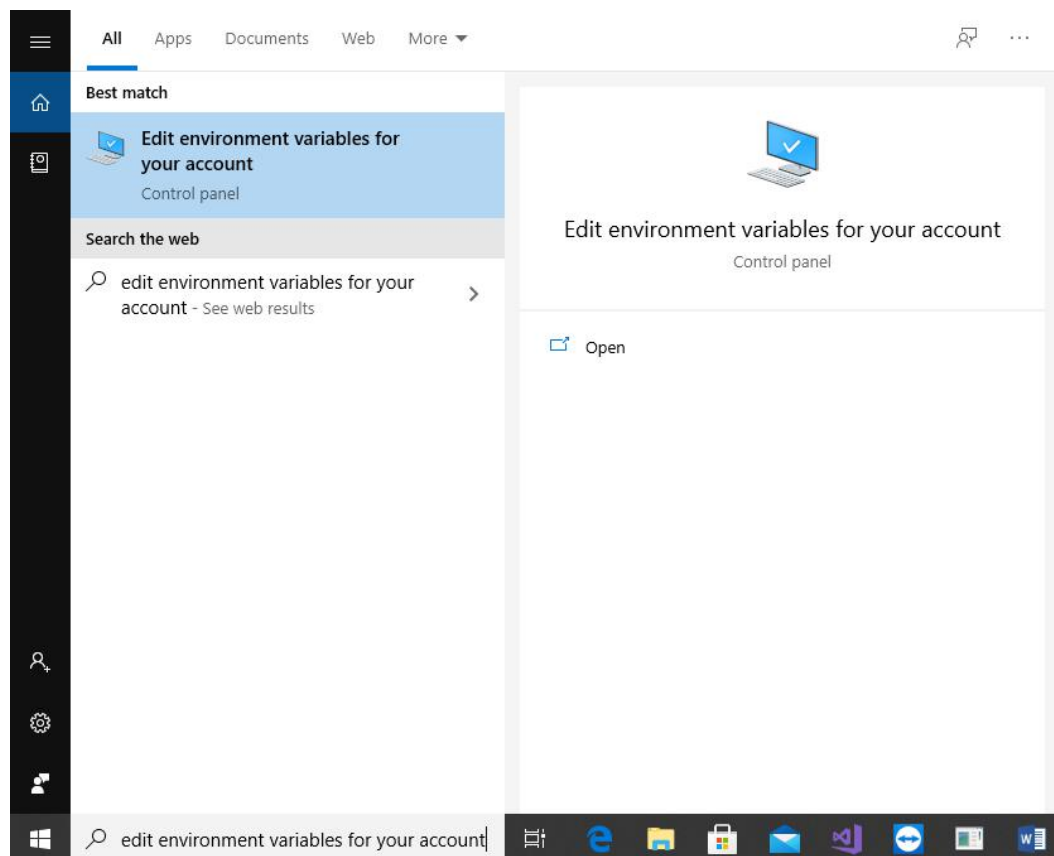 All Apps Documents Web More
Best match
Edit environment variables for
your account
Control panel
Search the web
edit environment variables for your
account - See web results
Edit environment variables for your account
Control panel
Open
edit environment variables for your account
W